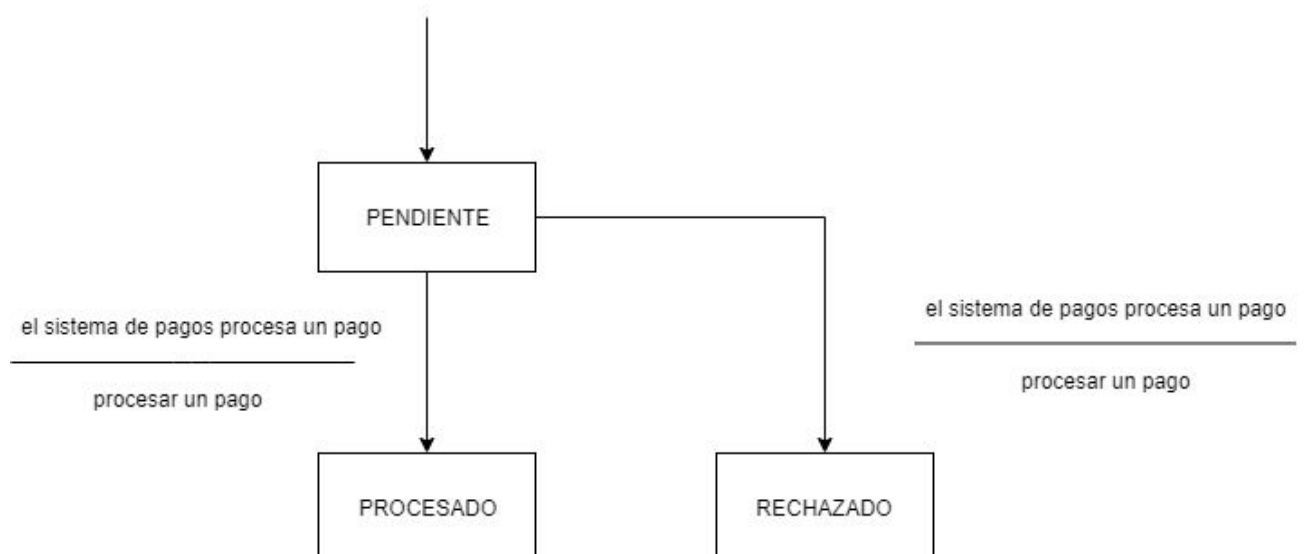 PENDIENTE
el sistema de pagos procesa un pago
procesar un pago
el sistema de pagos procesa un pago
procesar un pago
PROCESADO
RECHAZADO